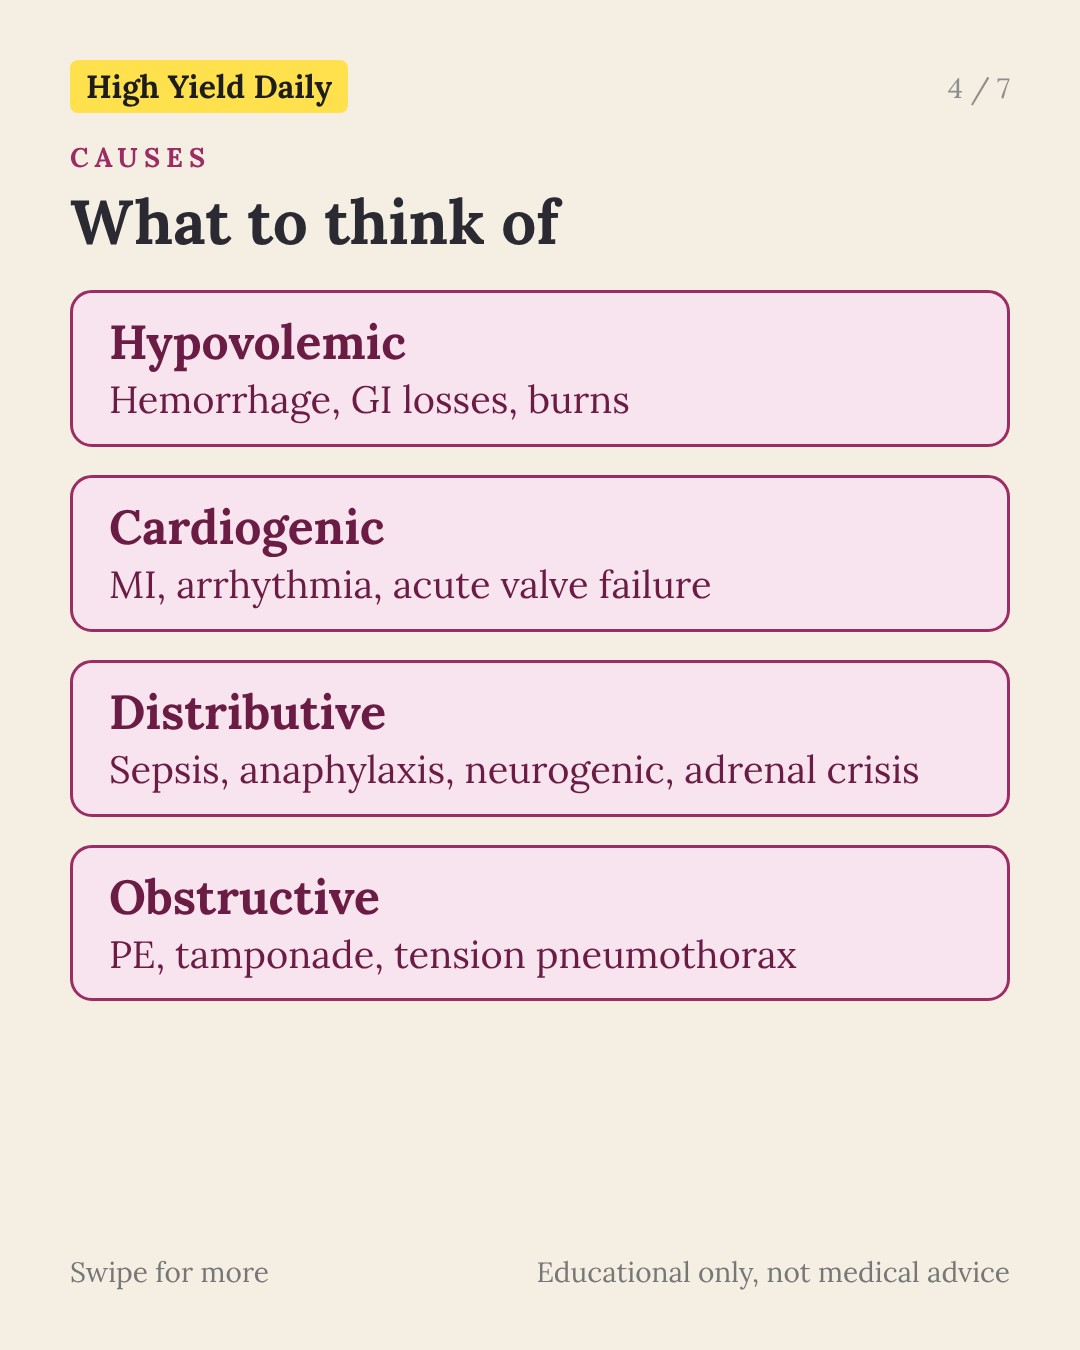 High Yield Daily
4 / 7
CAUSES
What to think of
Hypovolemic
Hemorrhage, GI losses, burns
Cardiogenic
MI, arrhythmia, acute valve failure
Distributive
Sepsis, anaphylaxis, neurogenic, adrenal crisis
Obstructive
PE, tamponade, tension pneumothorax
Swipe for more
Educational only, not medical advice